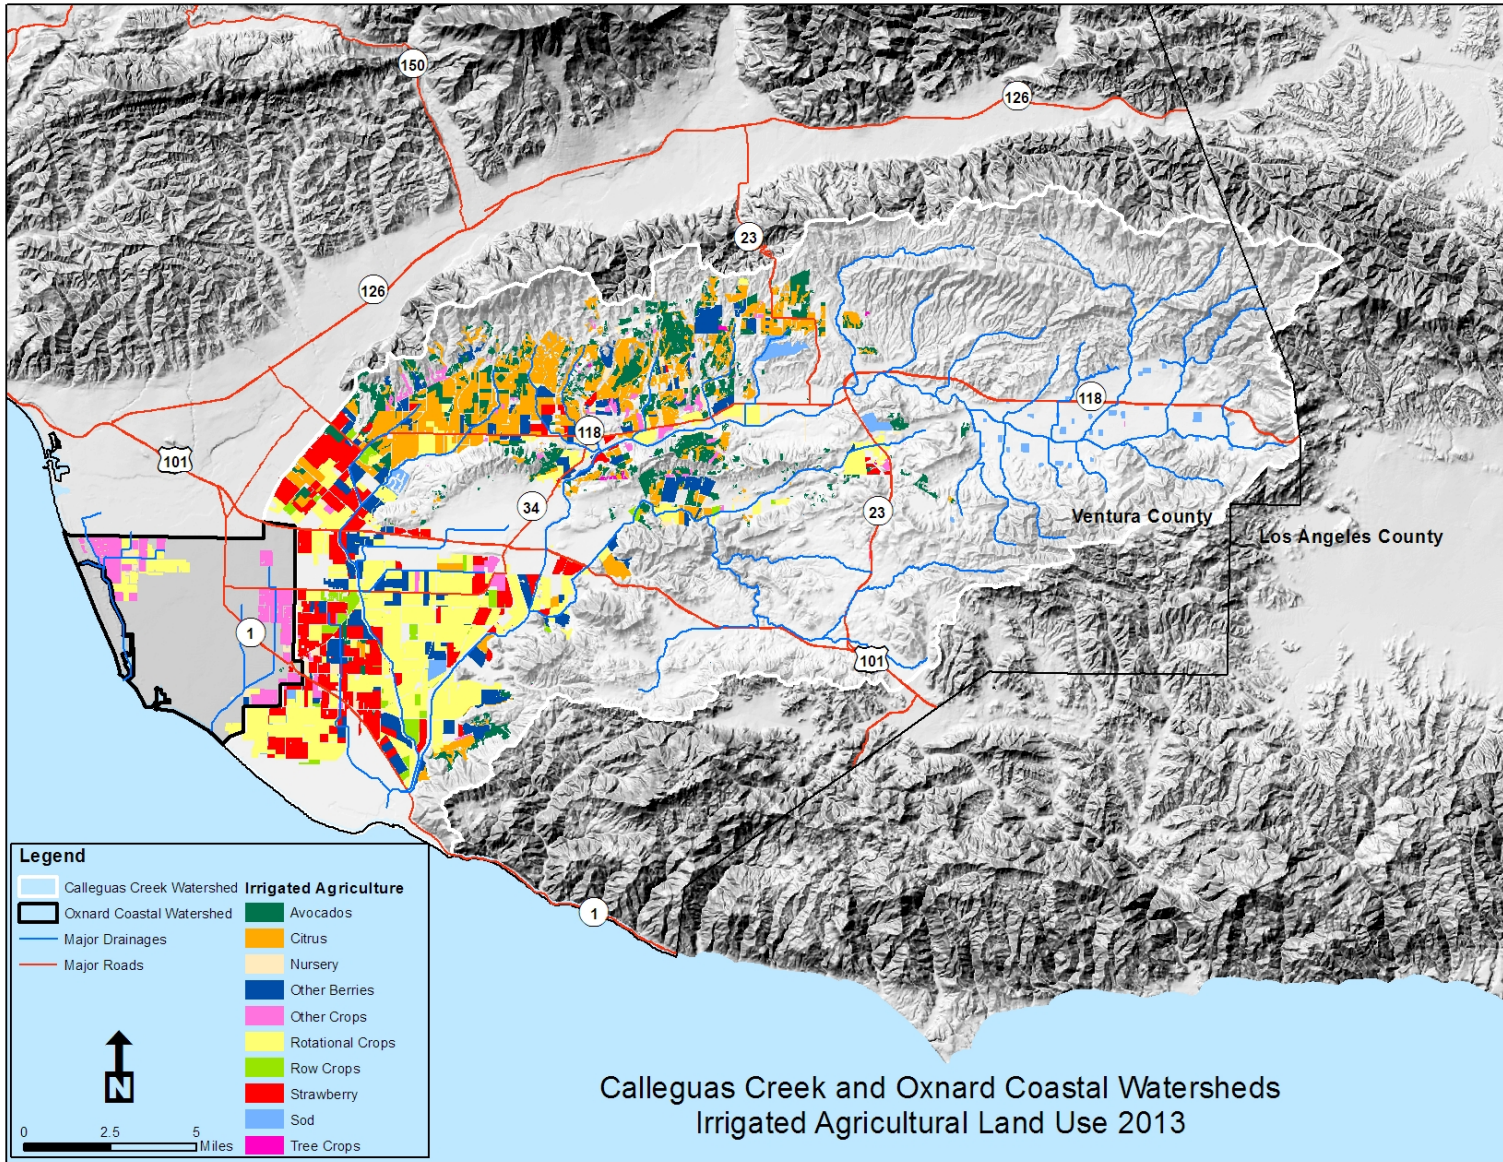 150
126
23
126
118
118
101
34
23
Ventura County
Los Angeles County
1
101
1
Legend
Calleguas Creek Watershed
Oxnard Coastal Watershed
Major Drainages
Major Roads
N
0 2.5 5
Miles
Irrigated Agriculture
Avocados
Citrus
Nursery
Other Berries
Other Crops
Rotational Crops
Row Crops
Strawberry
Sod
Tree Crops
Calleguas Creek and Oxnard Coastal Watersheds
Irrigated Agricultural Land Use 2013